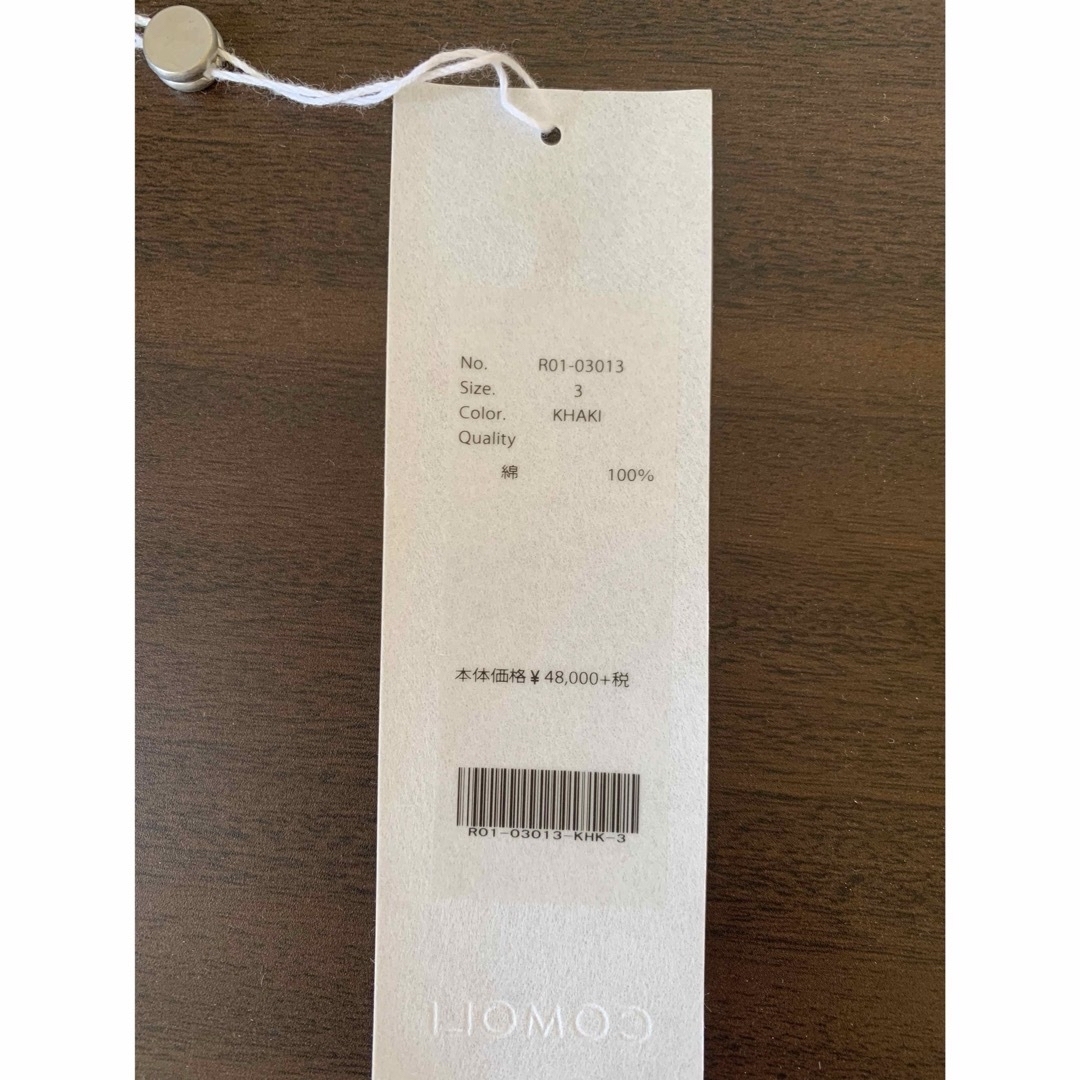 No. R01-03013
Size. 3
Color. KHAKI
Quality
綿 100%
本体価格¥48,000+税
R01-03013-KHK-3
COMOLI